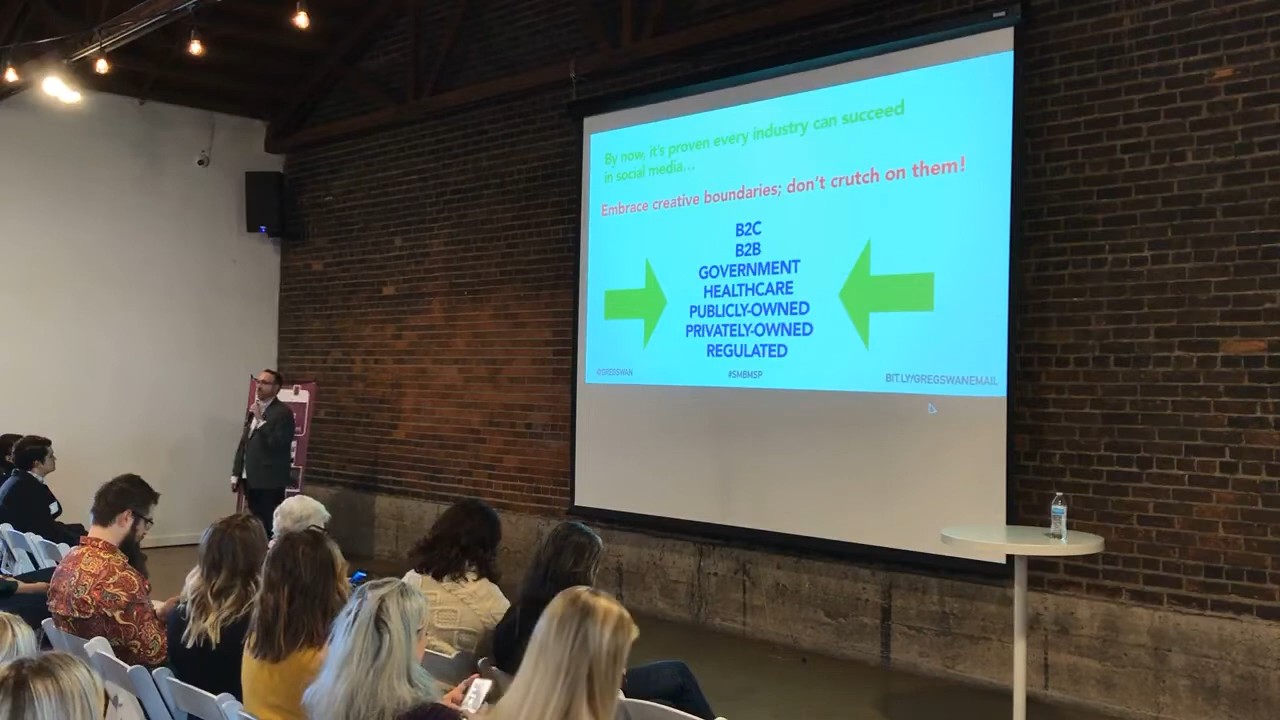 By now, it's proven every industry can succeed
in social media...
Embrace creative boundaries; don't crutch on them!
B2C
B2B
GOVERNMENT
HEALTHCARE
PUBLICLY-OWNED
PRIVATELY-OWNED
REGULATED
@GREGSWAN
#SMBMSP
BIT.LY/GREGSWANEMAIL